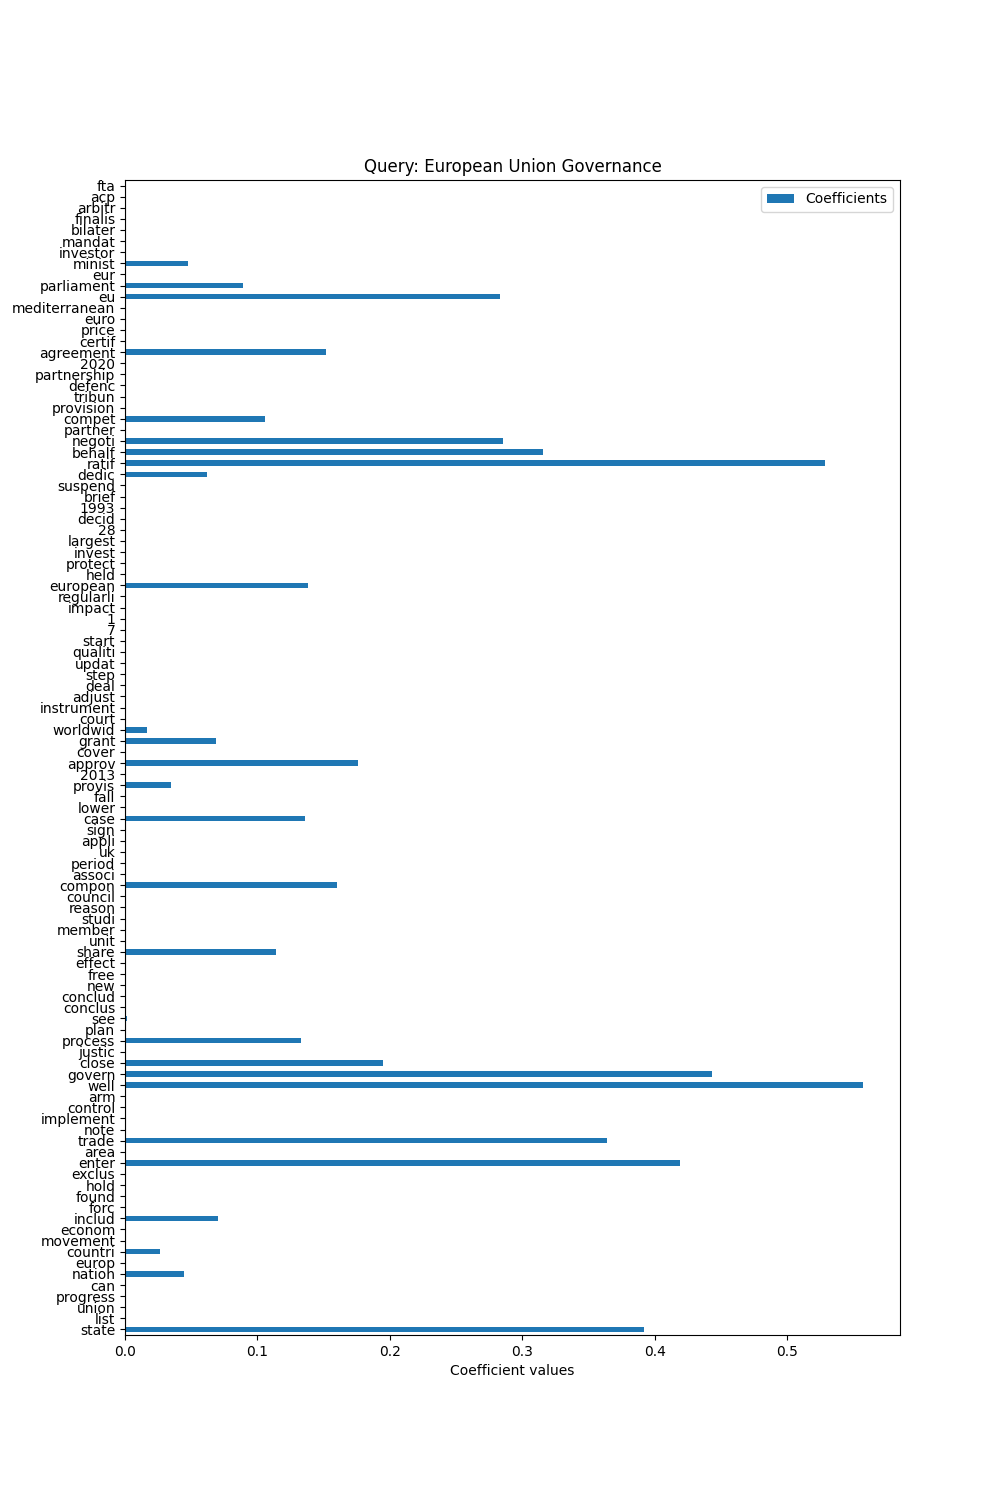 Query: European Union Governance
Coefficients
fta
acp
arbitr
finalis
bilater
mandat
investor
minist
eur
parliament
eu
mediterranean
euro
price
certif
agreement
2020
partnership
defenc
tribun
provision
compet
partner
negoti
behalf
ratif
dedic
suspend
brief
1993
decid
28
largest
invest
protect
held
european
regularli
impact
1
7
start
qualiti
updat
step
deal
adjust
instrument
court
worldwid
grant
cover
approv
2013
provis
fall
lower
case
sign
appli
uk
period
associ
compon
council
reason
studi
member
unit
share
effect
free
new
conclud
conclus
see
plan
process
justic
close
govern
well
arm
control
implement
note
trade
area
enter
exclus
hold
found
forc
includ
econom
movement
countri
europ
nation
can
progress
union
list
state
0.0 0.1 0.2 0.3 0.4 0.5
Coefficient values